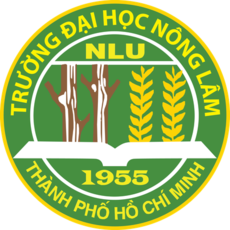 TRƯỜNG ĐẠI HỌC NÔNG LÂM
NLU
1955
THÀNH PHỐ HỒ CHÍ MINH